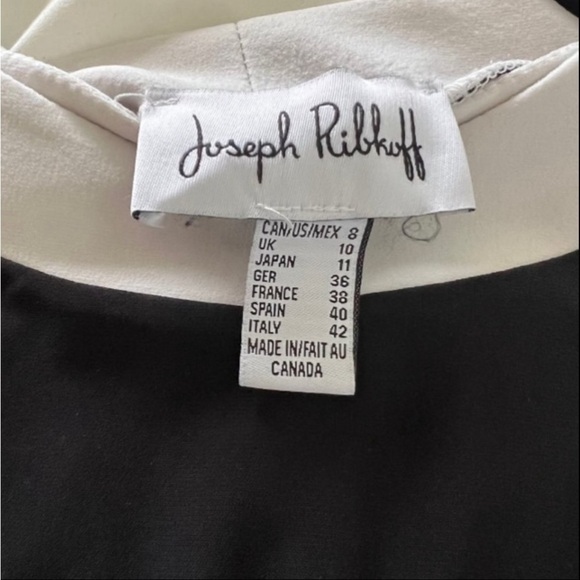 Joseph Ribkoff
CAN/US/MEX 8
UK 10
JAPAN 11
GER 36
FRANCE 38
SPAIN 40
ITALY 42
MADE IN/FAIT AU
CANADA